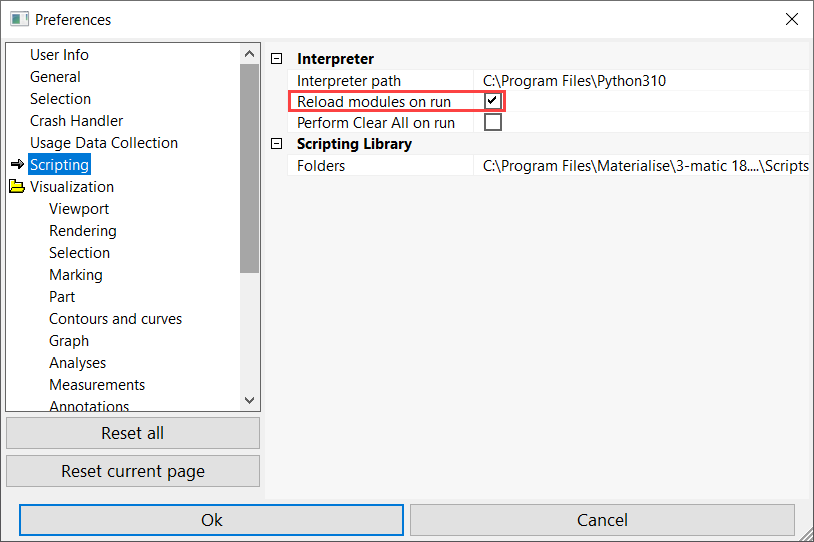 Preferences
User Info
General
Selection
Crash Handler
Usage Data Collection
Scripting
Visualization
Viewport
Rendering
Selection
Marking
Part
Contours and curves
Graph
Analyses
Measurements
Annotations
Reset all
Reset current page
Interpreter
Interpreter path C:\Program Files\Python310
Reload modules on run
Perform Clear All on run
Scripting Library
Folders C:\Program Files\Materialise\3-matic 18....\Scripts
Ok
Cancel